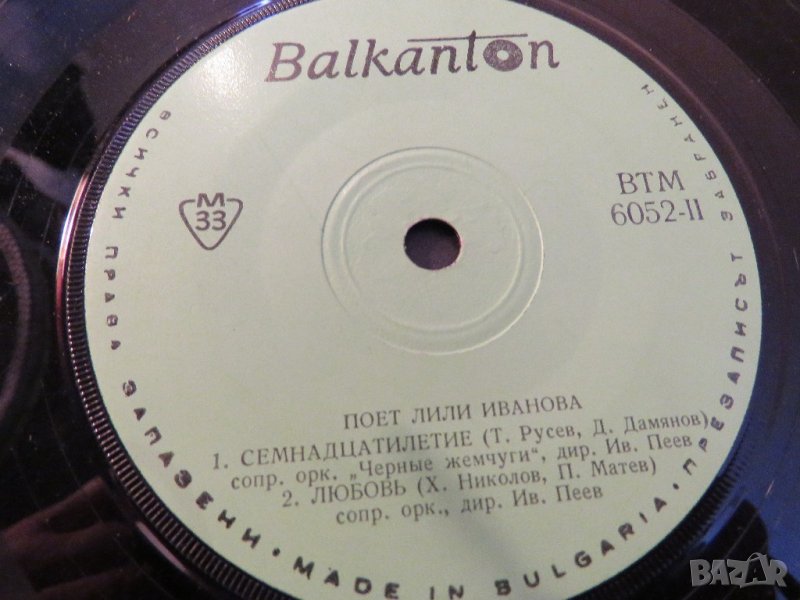 Balkanton
M
33
ВТМ
6052-II
ПОЕТ ЛИЛИ ИВАНОВА
1. СЕМНАДЦАТИЛЕТИЕ (Т. Русев, Д. Дамянов)
сопр. орк. „Черные жемчуги“, дир. Ив. Пеев
2. ЛЮБОВЬ (Х. Николов, П. Матев)
сопр. орк., дир. Ив. Пеев
ВСИЧКИ ПРАВА ЗАПАЗЕНИ • MADE IN BULGARIA • ПРЕЗАПИСЪТ ЗАБРАНЕН
BAZAR